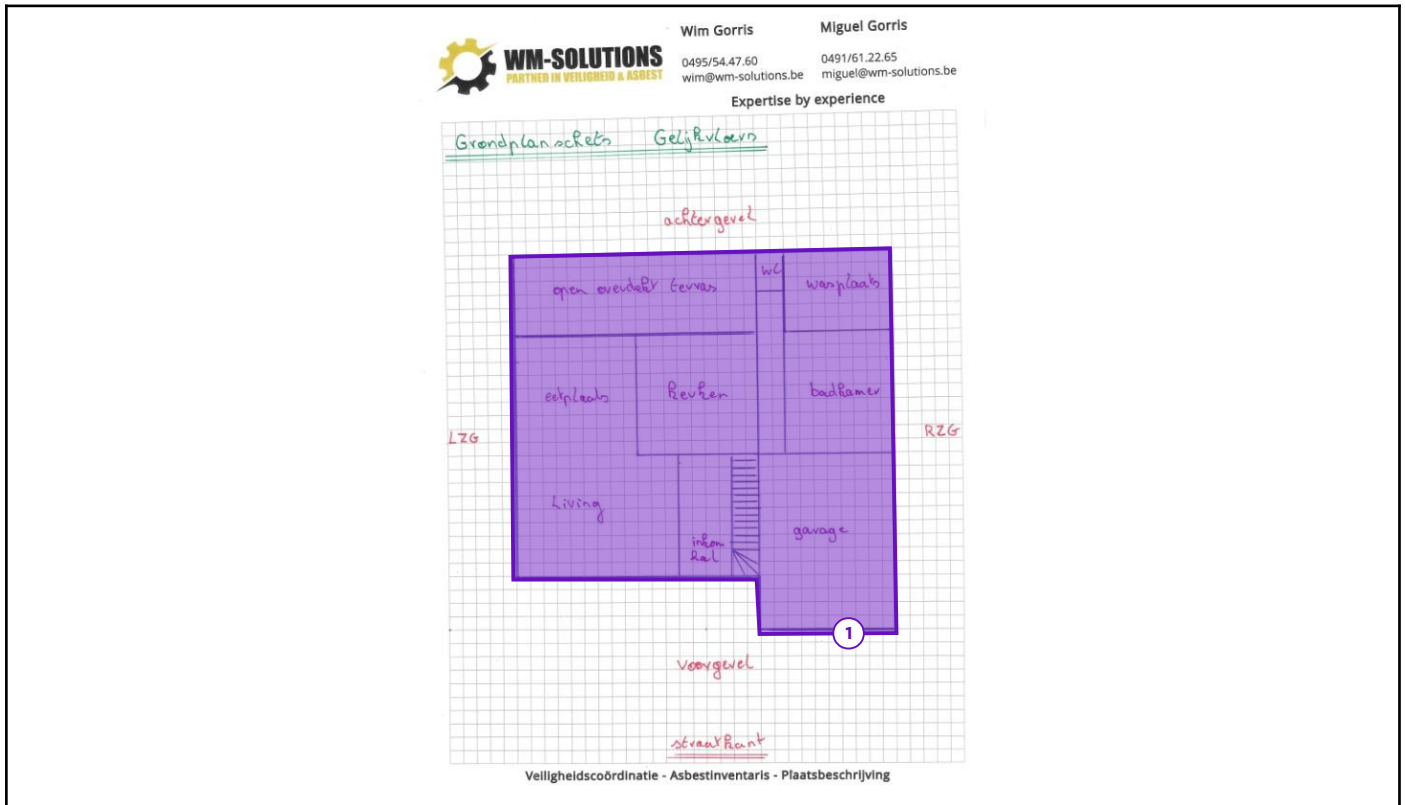 Wim Gorris
Miguel Gorris
WM-SOLUTIONS
PARTNER IN VEILIGHEID & ASBEST
0495/54.47.60
wim@wm-solutions.be
0491/61.22.65
miguel@wm-solutions.be
Expertise by experience
Grondplanschets Gelijkvloers
achtergevel
open overdekt terras
WC
wasplaats
eetplaats
keuken
badkamer
LZG
RZG
Living
inkom
hal
garage
1
voorgevel
straatkant
Veiligheidscoördinatie - Asbestinventaris - Plaatsbeschrijving